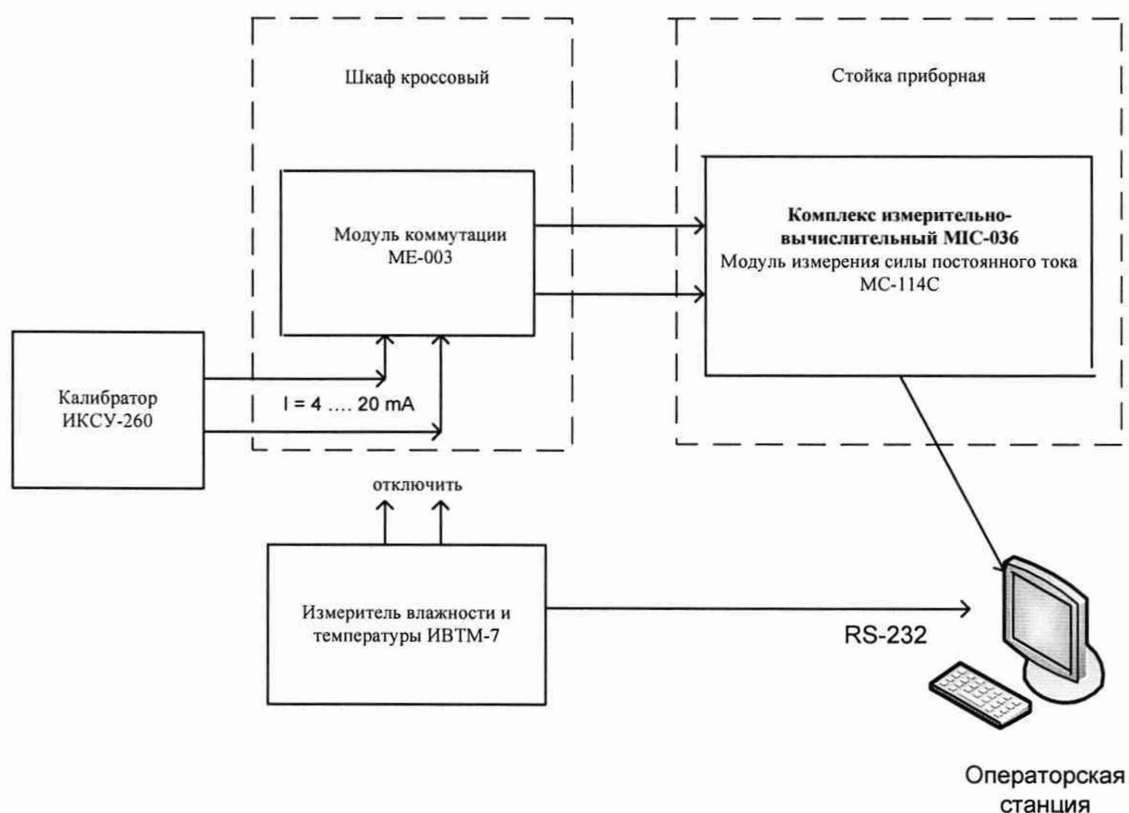 Шкаф кроссовый
Стойка приборная
Модуль коммутации
МЕ-003
Комплекс измерительно-
вычислительный MIC-036
Модуль измерения силы постоянного тока
МС-114С
Калибратор
ИКСУ-260
I = 4 .... 20 mA
отключить
Измеритель влажности и
температуры ИВТМ-7
RS-232
Операторская
станция